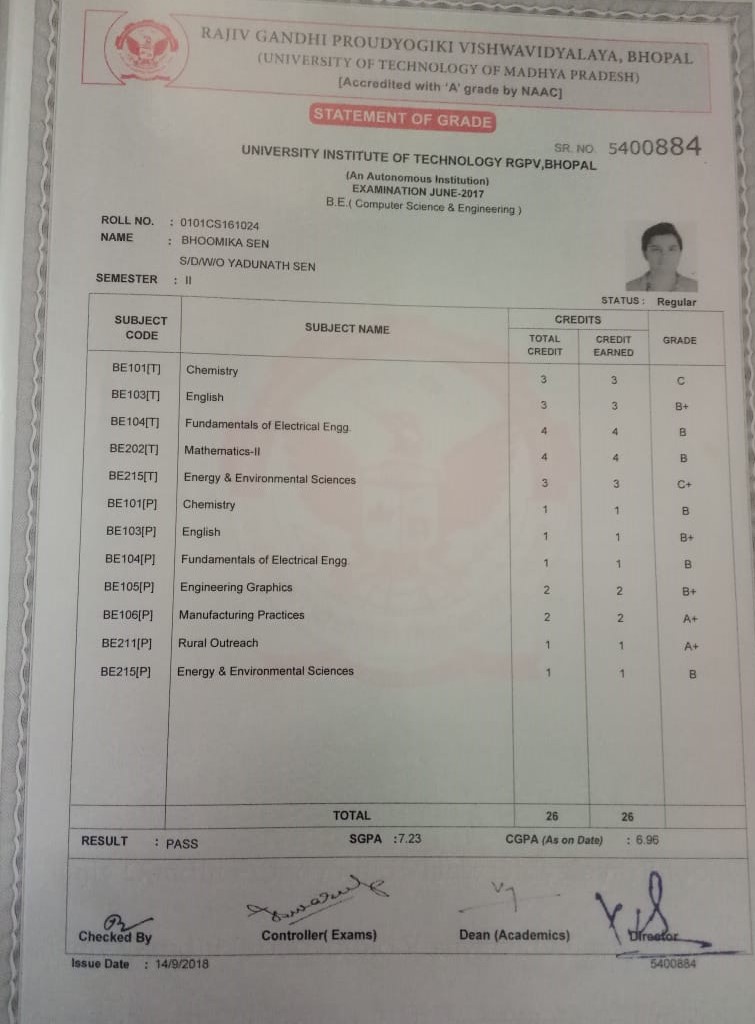 RAJIV GANDHI PROUDYOGIKI VISHWAVIDYALAYA, BHOPAL
(UNIVERSITY OF TECHNOLOGY OF MADHYA PRADESH)
[Accredited with 'A' grade by NAAC]
STATEMENT OF GRADE
SR. NO. 5400884
UNIVERSITY INSTITUTE OF TECHNOLOGY RGPV,BHOPAL
(An Autonomous Institution)
EXAMINATION JUNE-2017
B.E.( Computer Science & Engineering )
ROLL NO. : 0101CS161024
NAME : BHOOMIKA SEN
S/D/W/O YADUNATH SEN
SEMESTER : II
STATUS : Regular
SUBJECT CODE SUBJECT NAME CREDITS GRADE
TOTAL CREDIT CREDIT EARNED
BE101[T] Chemistry 3 3 C
BE103[T] English 3 3 B+
BE104[T] Fundamentals of Electrical Engg. 4 4 B
BE202[T] Mathematics-II 4 4 B
BE215[T] Energy & Environmental Sciences 3 3 C+
BE101[P] Chemistry 1 1 B
BE103[P] English 1 1 B+
BE104[P] Fundamentals of Electrical Engg. 1 1 B
BE105[P] Engineering Graphics 2 2 B+
BE106[P] Manufacturing Practices 2 2 A+
BE211[P] Rural Outreach 1 1 A+
BE215[P] Energy & Environmental Sciences 1 1 B
TOTAL 26 26
RESULT : PASS SGPA :7.23 CGPA (As on Date) : 6.96
Checked By Controller( Exams) Dean (Academics) Director
Issue Date : 14/9/2018 5400884